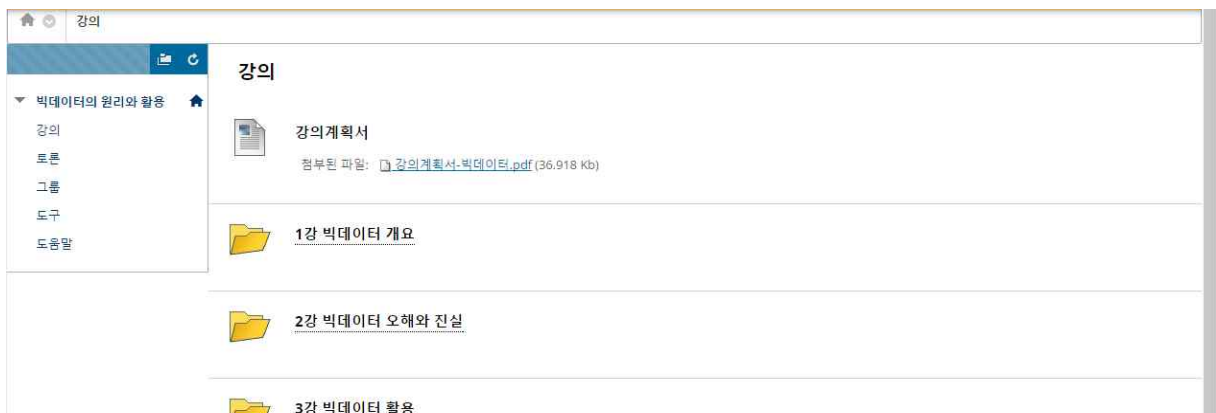 강의
빅데이터의 원리와 활용
강의
토론
그룹
도구
도움말
강의
강의계획서
첨부된 파일: 강의계획서-빅데이터.pdf (36.918 Kb)
1강 빅데이터 개요
2강 빅데이터 오해와 진실
3강 빅데이터 활용